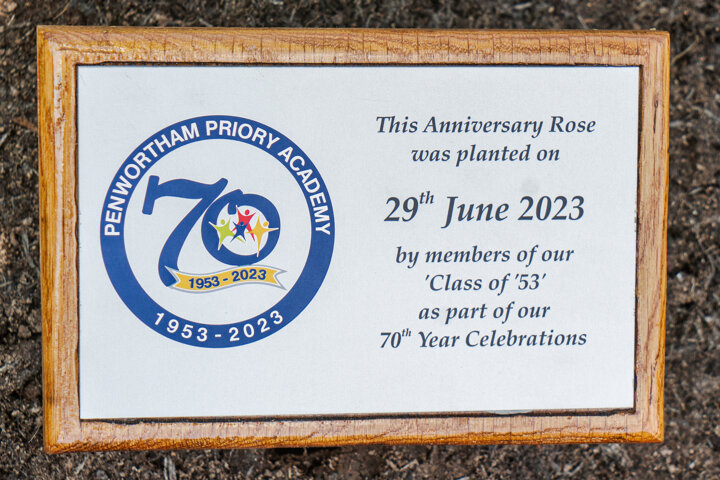 PENWORTHAM PRIORY ACADEMY
70
1953 - 2023
1953 - 2023
This Anniversary Rose
was planted on
29th June 2023
by members of our
'Class of '53'
as part of our
70th Year Celebrations